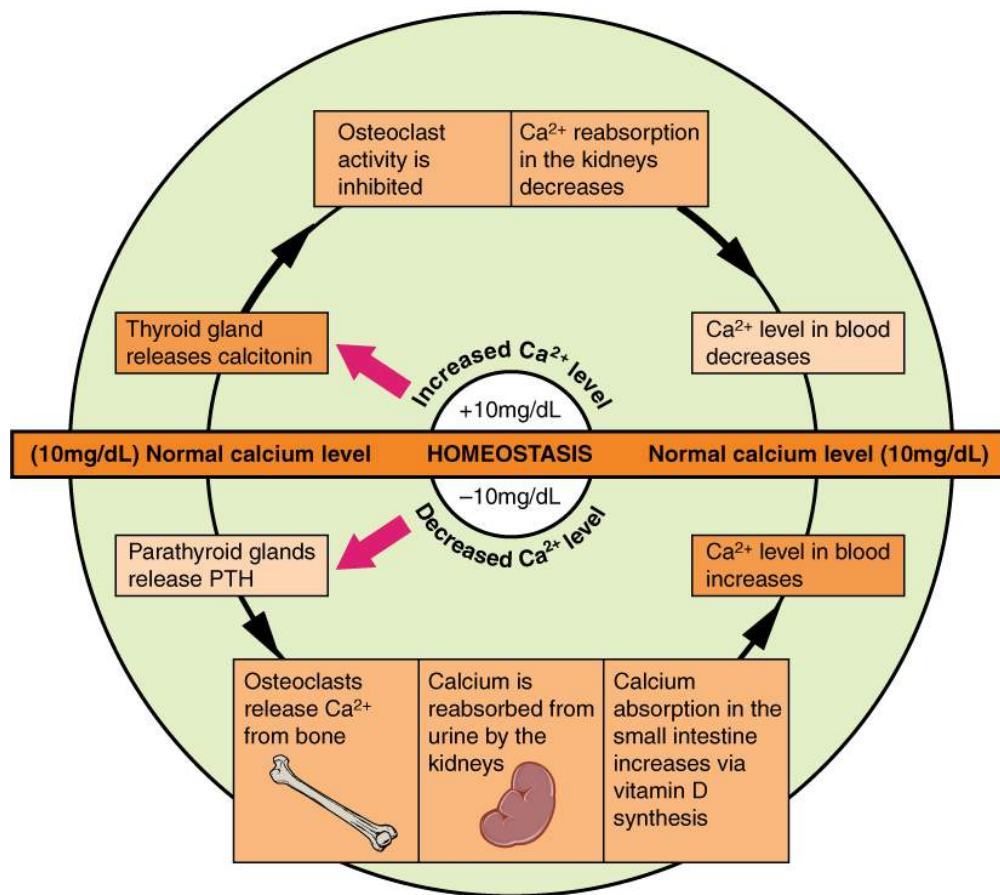 Osteoclast
activity is
inhibited
Ca²⁺ reabsorption
in the kidneys
decreases
Thyroid gland
releases calcitonin
Increased Ca²⁺ level
+10mg/dL
Ca²⁺ level in blood
decreases
(10mg/dL) Normal calcium level
HOMEOSTASIS
Normal calcium level (10mg/dL)
Parathyroid glands
release PTH
–10mg/dL
Decreased Ca²⁺ level
Ca²⁺ level in blood
increases
Osteoclasts
release Ca²⁺
from bone
Calcium is
reabsorbed from
urine by the
kidneys
Calcium
absorption in the
small intestine
increases via
vitamin D
synthesis